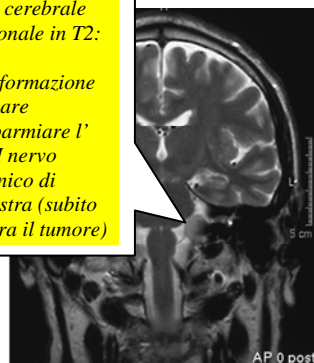 cerebrale
onale in T2:
formazione
are
parmiare l'
I nervo
nico di
stra (subito
ra il tumore)
L
5 cm
AP 0 post